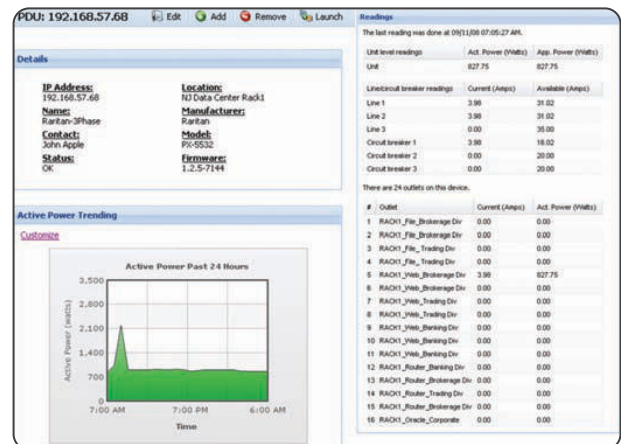 PDU: 192.168.57.68 Edit Add Remove Launch
Details
IP Address:
192.168.57.68
Name:
Raritan-3Phase
Contact:
John Apple
Status:
OK
Location:
NJ Data Center Rack1
Manufacturer:
Raritan
Model:
PX-5532
Firmware:
1.2.5-7144
Active Power Trending
Customize
Active Power Past 24 Hours
Active Power (watts)
3,500
2,800
2,100
1,400
700
0
7:00 AM 7:00 PM 6:00 AM
Time
Readings
The last reading was done at 09/11/08 07:05:27 AM.
Unit level readings Act. Power (Watts) App. Power (Watts)
Unit 827.75 827.75
Line/circuit breaker readings Current (Amps) Available (Amps)
Line 1 3.98 31.02
Line 2 3.98 31.02
Line 3 0.00 35.00
Circuit breaker 1 3.98 16.02
Circuit breaker 2 0.00 20.00
Circuit breaker 3 0.00 20.00
There are 24 outlets on this device.
# Outlet Current (Amps) Act. Power (Watts)
1 RACK1_File_Brokerage Div 0.00 0.00
2 RACK1_File_Brokerage Div 0.00 0.00
3 RACK1_File_ Trading Div 0.00 0.00
4 RACK1_File_ Trading Div 0.00 0.00
5 RACK1_Web_Brokerage Div 3.98 827.75
6 RACK1_Web_Brokerage Div 0.00 0.00
7 RACK1_Web_Trading Div 0.00 0.00
8 RACK1_Web_Trading Div 0.00 0.00
9 RACK1_Web_Banking Div 0.00 0.00
10 RACK1_Web_Banking Div 0.00 0.00
11 RACK1_Web_Banking Div 0.00 0.00
12 RACK1_Router_Banking Div 0.00 0.00
13 RACK1_Router_Brokerage Div 0.00 0.00
14 RACK1_Router_Trading Div 0.00 0.00
15 RACK1_Router_Brokerage Div 0.00 0.00
16 RACK1_Oracle_Corporate 0.00 0.00